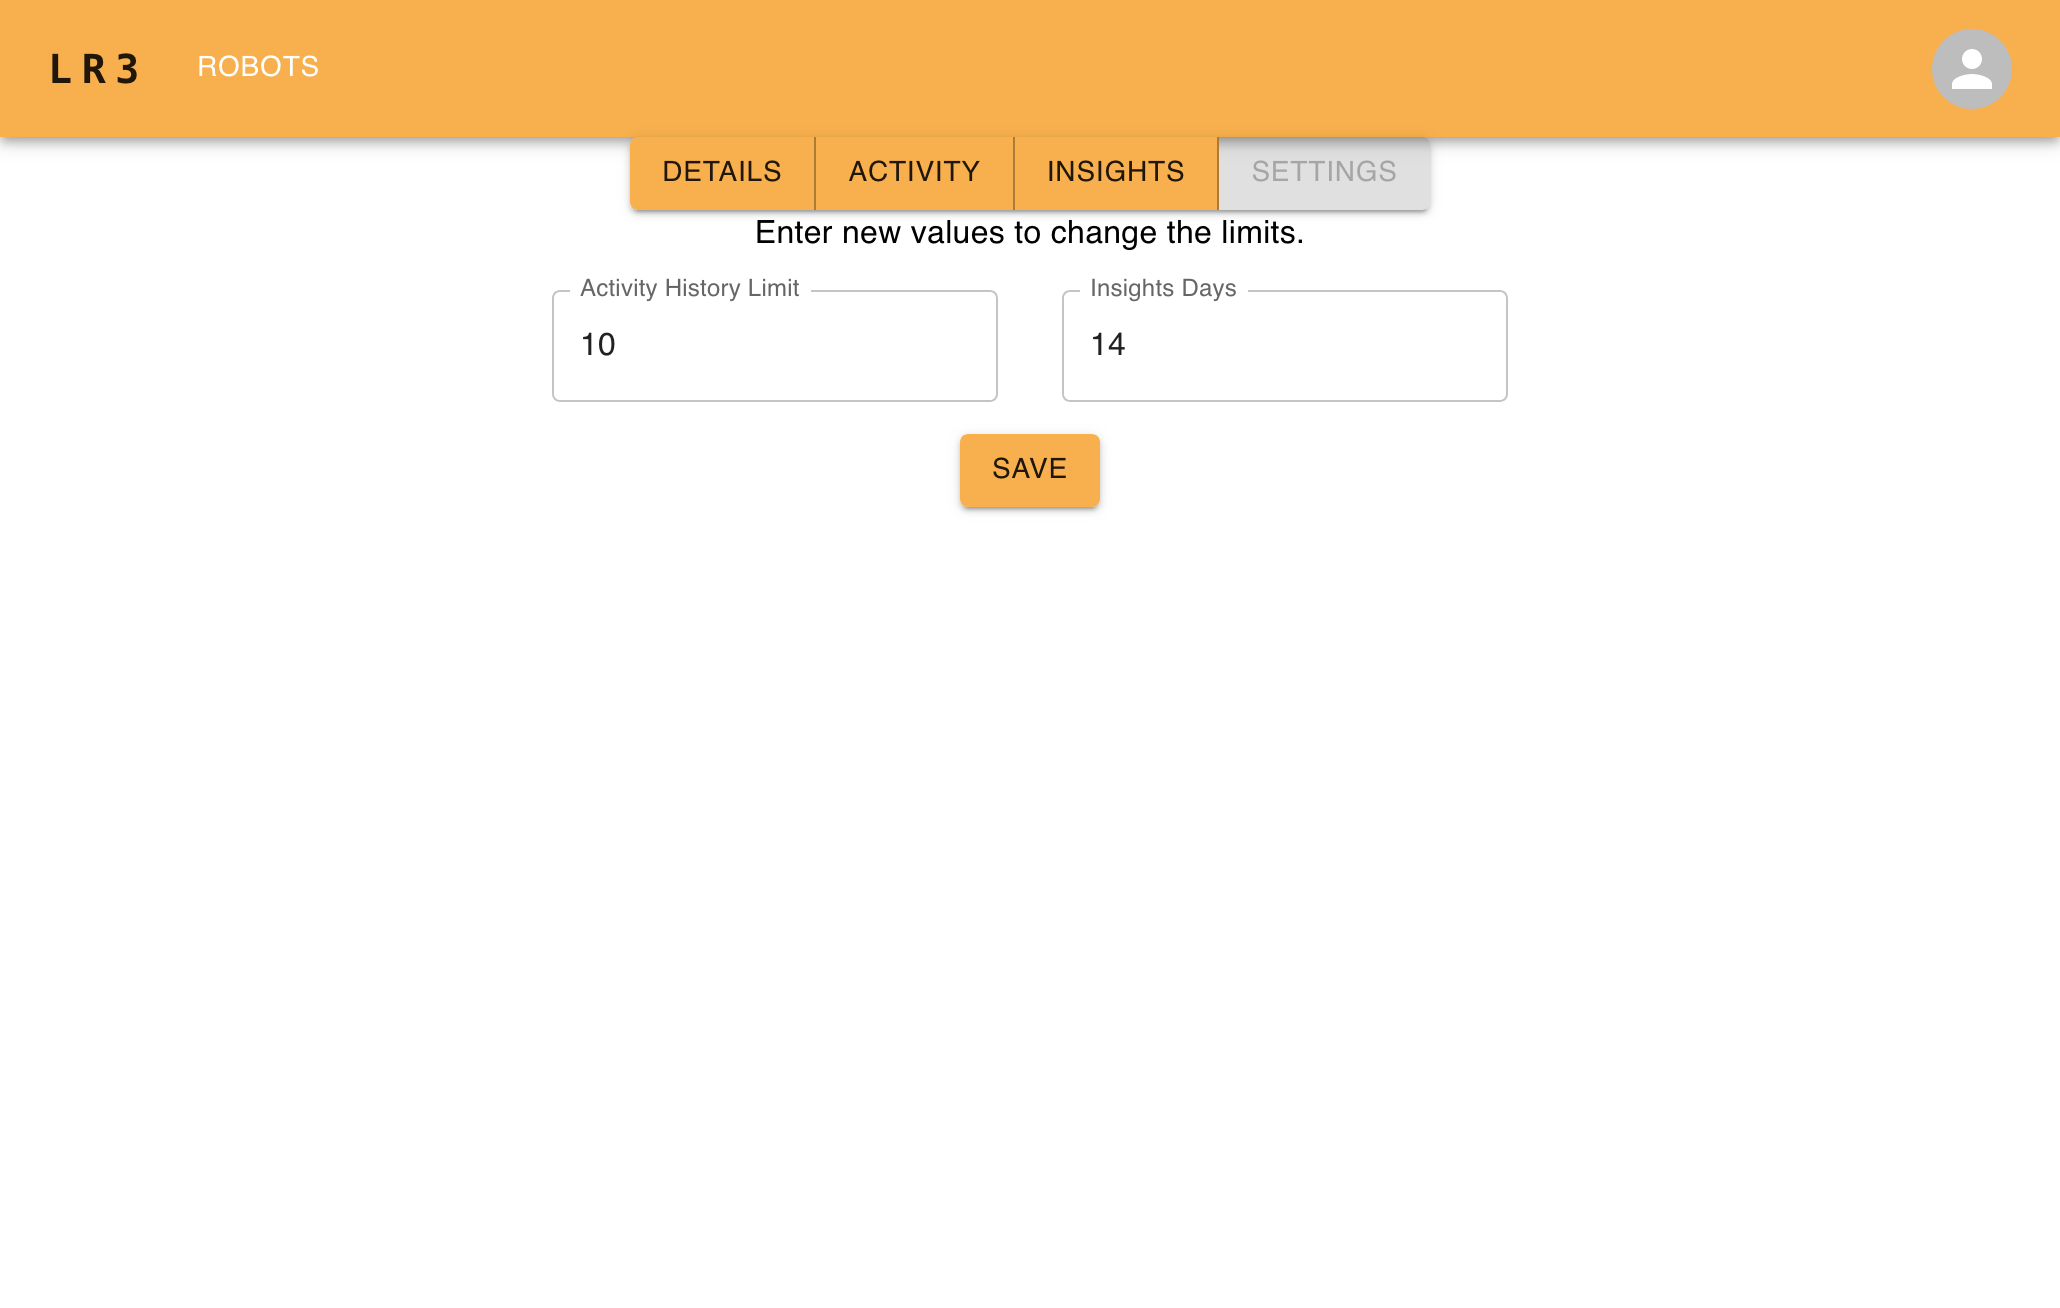 LR3 ROBOTS
DETAILS ACTIVITY INSIGHTS SETTINGS
Enter new values to change the limits.
Activity History Limit Insights Days
10 14
SAVE